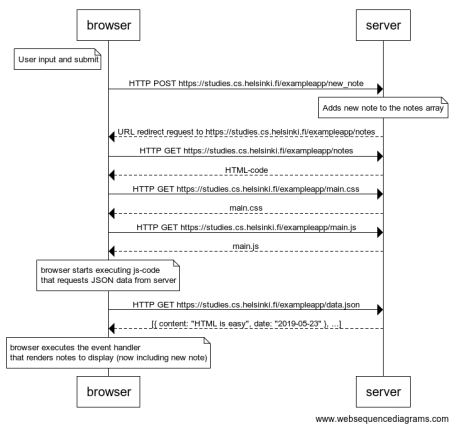 browser
server
User input and submit
HTTP POST https://studies.cs.helsinki.fi/exampleapp/new_note
Adds new note to the notes array
URL redirect request to https://studies.cs.helsinki.fi/exampleapp/notes
HTTP GET https://studies.cs.helsinki.fi/exampleapp/notes
HTML-code
HTTP GET https://studies.cs.helsinki.fi/exampleapp/main.css
main.css
HTTP GET https://studies.cs.helsinki.fi/exampleapp/main.js
main.js
browser starts executing js-code
that requests JSON data from server
HTTP GET https://studies.cs.helsinki.fi/exampleapp/data.json
[{ content: "HTML is easy", date: "2019-05-23" }, ...]
browser executes the event handler
that renders notes to display (now including new note)
browser
server
www.websequencediagrams.com